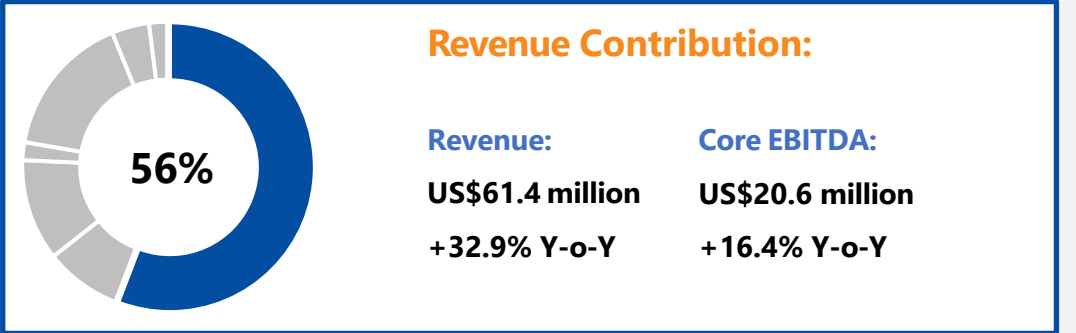 Revenue Contribution:
56%
Revenue:
US$61.4 million
+32.9% Y-o-Y
Core EBITDA:
US$20.6 million
+16.4% Y-o-Y